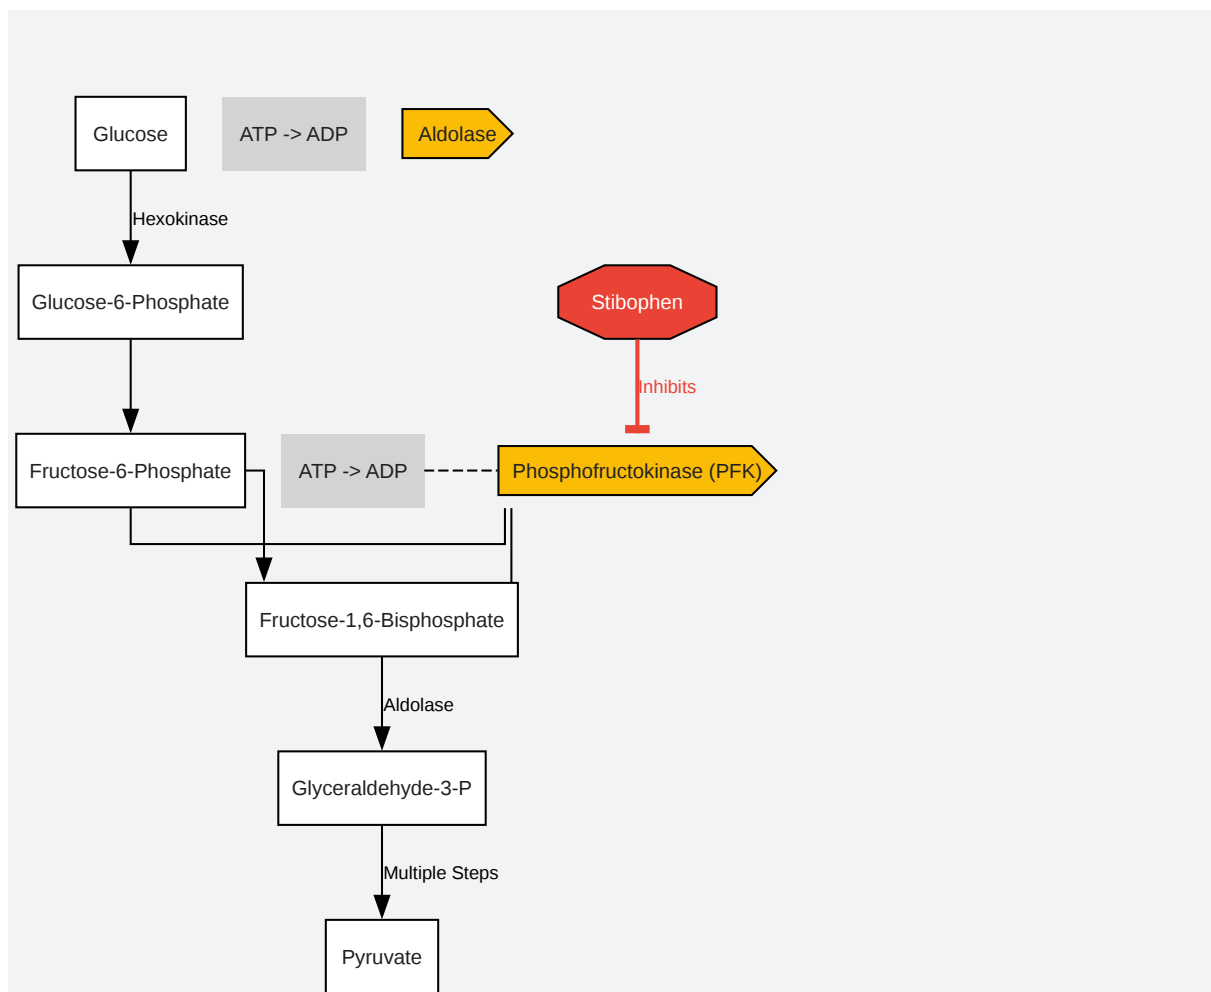 Glucose
ATP -> ADP
Aldolase
Hexokinase
Glucose-6-Phosphate
Stibophen
Inhibits
Fructose-6-Phosphate
ATP -> ADP
Phosphofructokinase (PFK)
Fructose-1,6-Bisphosphate
Aldolase
Glyceraldehyde-3-P
Multiple Steps
Pyruvate